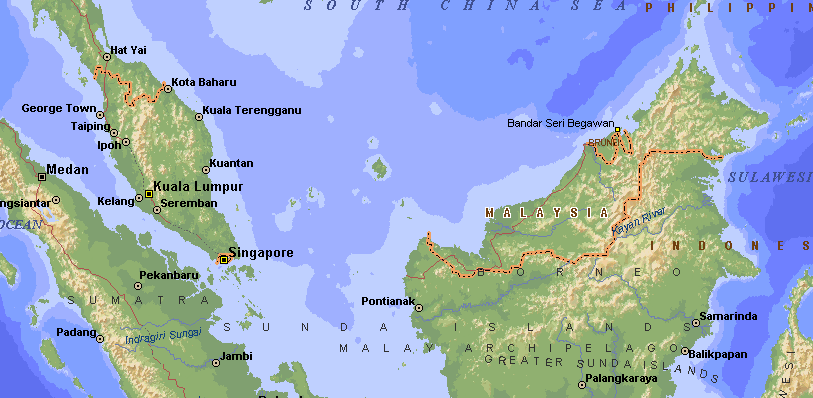 SOUTH CHINA SEA
PHILIPPIN
Hat Yai
Kota Baharu
George Town
Kuala Terengganu
Taiping
Bandar Seri Begawan
Ipoh
BRUNEI
Kuantan
Medan
SULAWESI
Kuala Lumpur
ngsiantar
Kelang
Seremban
MALAYSIA
OCEAN
Kayan River
INDONES
Singapore
BORNEO
Pekanbaru
SUMATRA
Pontianak
Samarinda
SUNDA ISLANDS
Padang
Indragiri Sungai
MALAY ARCHIPELAGO
Jambi
Balikpapan
GREATER SUNDA ISLANDS
Palangkaraya